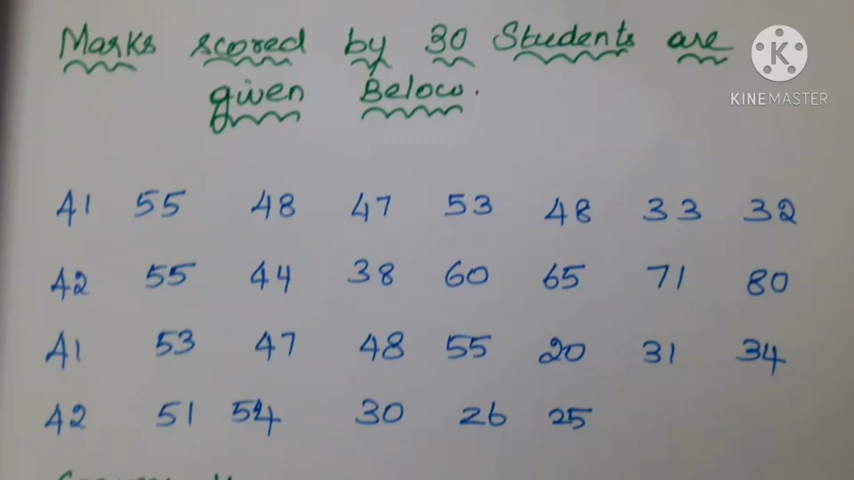 Marks scored by 30 Students are
given Below.
K
KINEMASTER
41 55 48 47 53 48 33 32
42 55 44 38 60 65 71 80
41 53 47 48 55 20 31 34
42 51 54 30 26 25